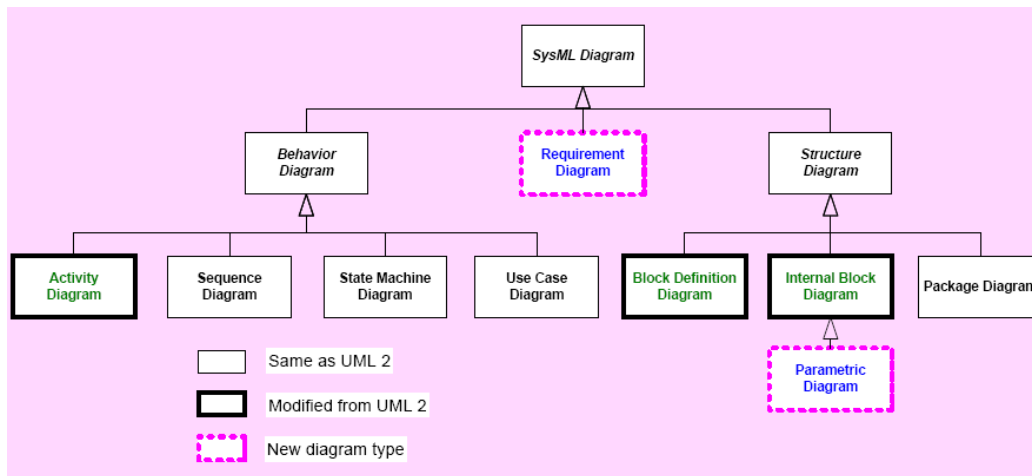 SysML Diagram
Behavior
Diagram
Requirement
Diagram
Structure
Diagram
Activity
Diagram
Sequence
Diagram
State Machine
Diagram
Use Case
Diagram
Block Definition
Diagram
Internal Block
Diagram
Package Diagram
Parametric
Diagram
Same as UML 2
Modified from UML 2
New diagram type